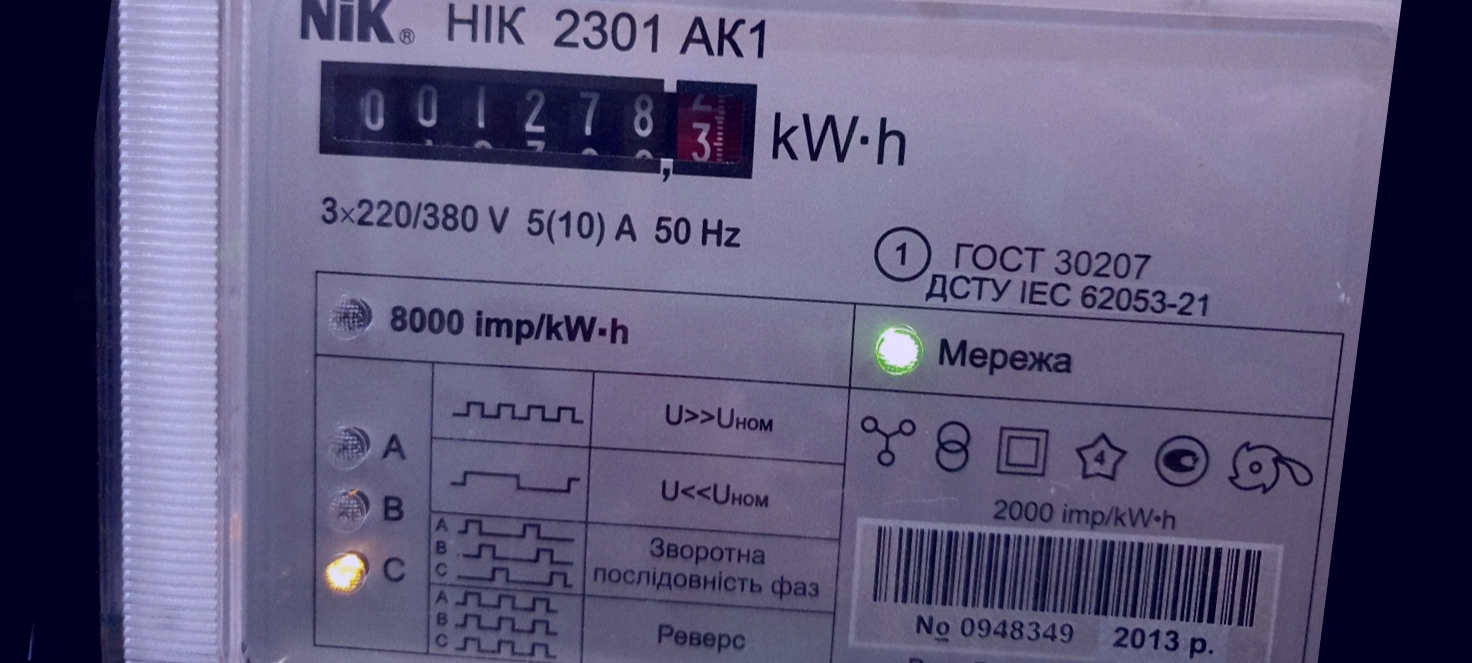 NiK® НІК 2301 АК1
001278,3 kW·h
3×220/380 V 5(10) A 50 Hz
1 ГОСТ 30207
ДСТУ IEC 62053-21
8000 imp/kW·h
Мережа
A
B
C
U>>Uном
U<<Uном
A
B
C
Зворотна
послідовність фаз
A
B
C
Реверс
4
2000 imp/kW·h
№ 0948349 2013 р.